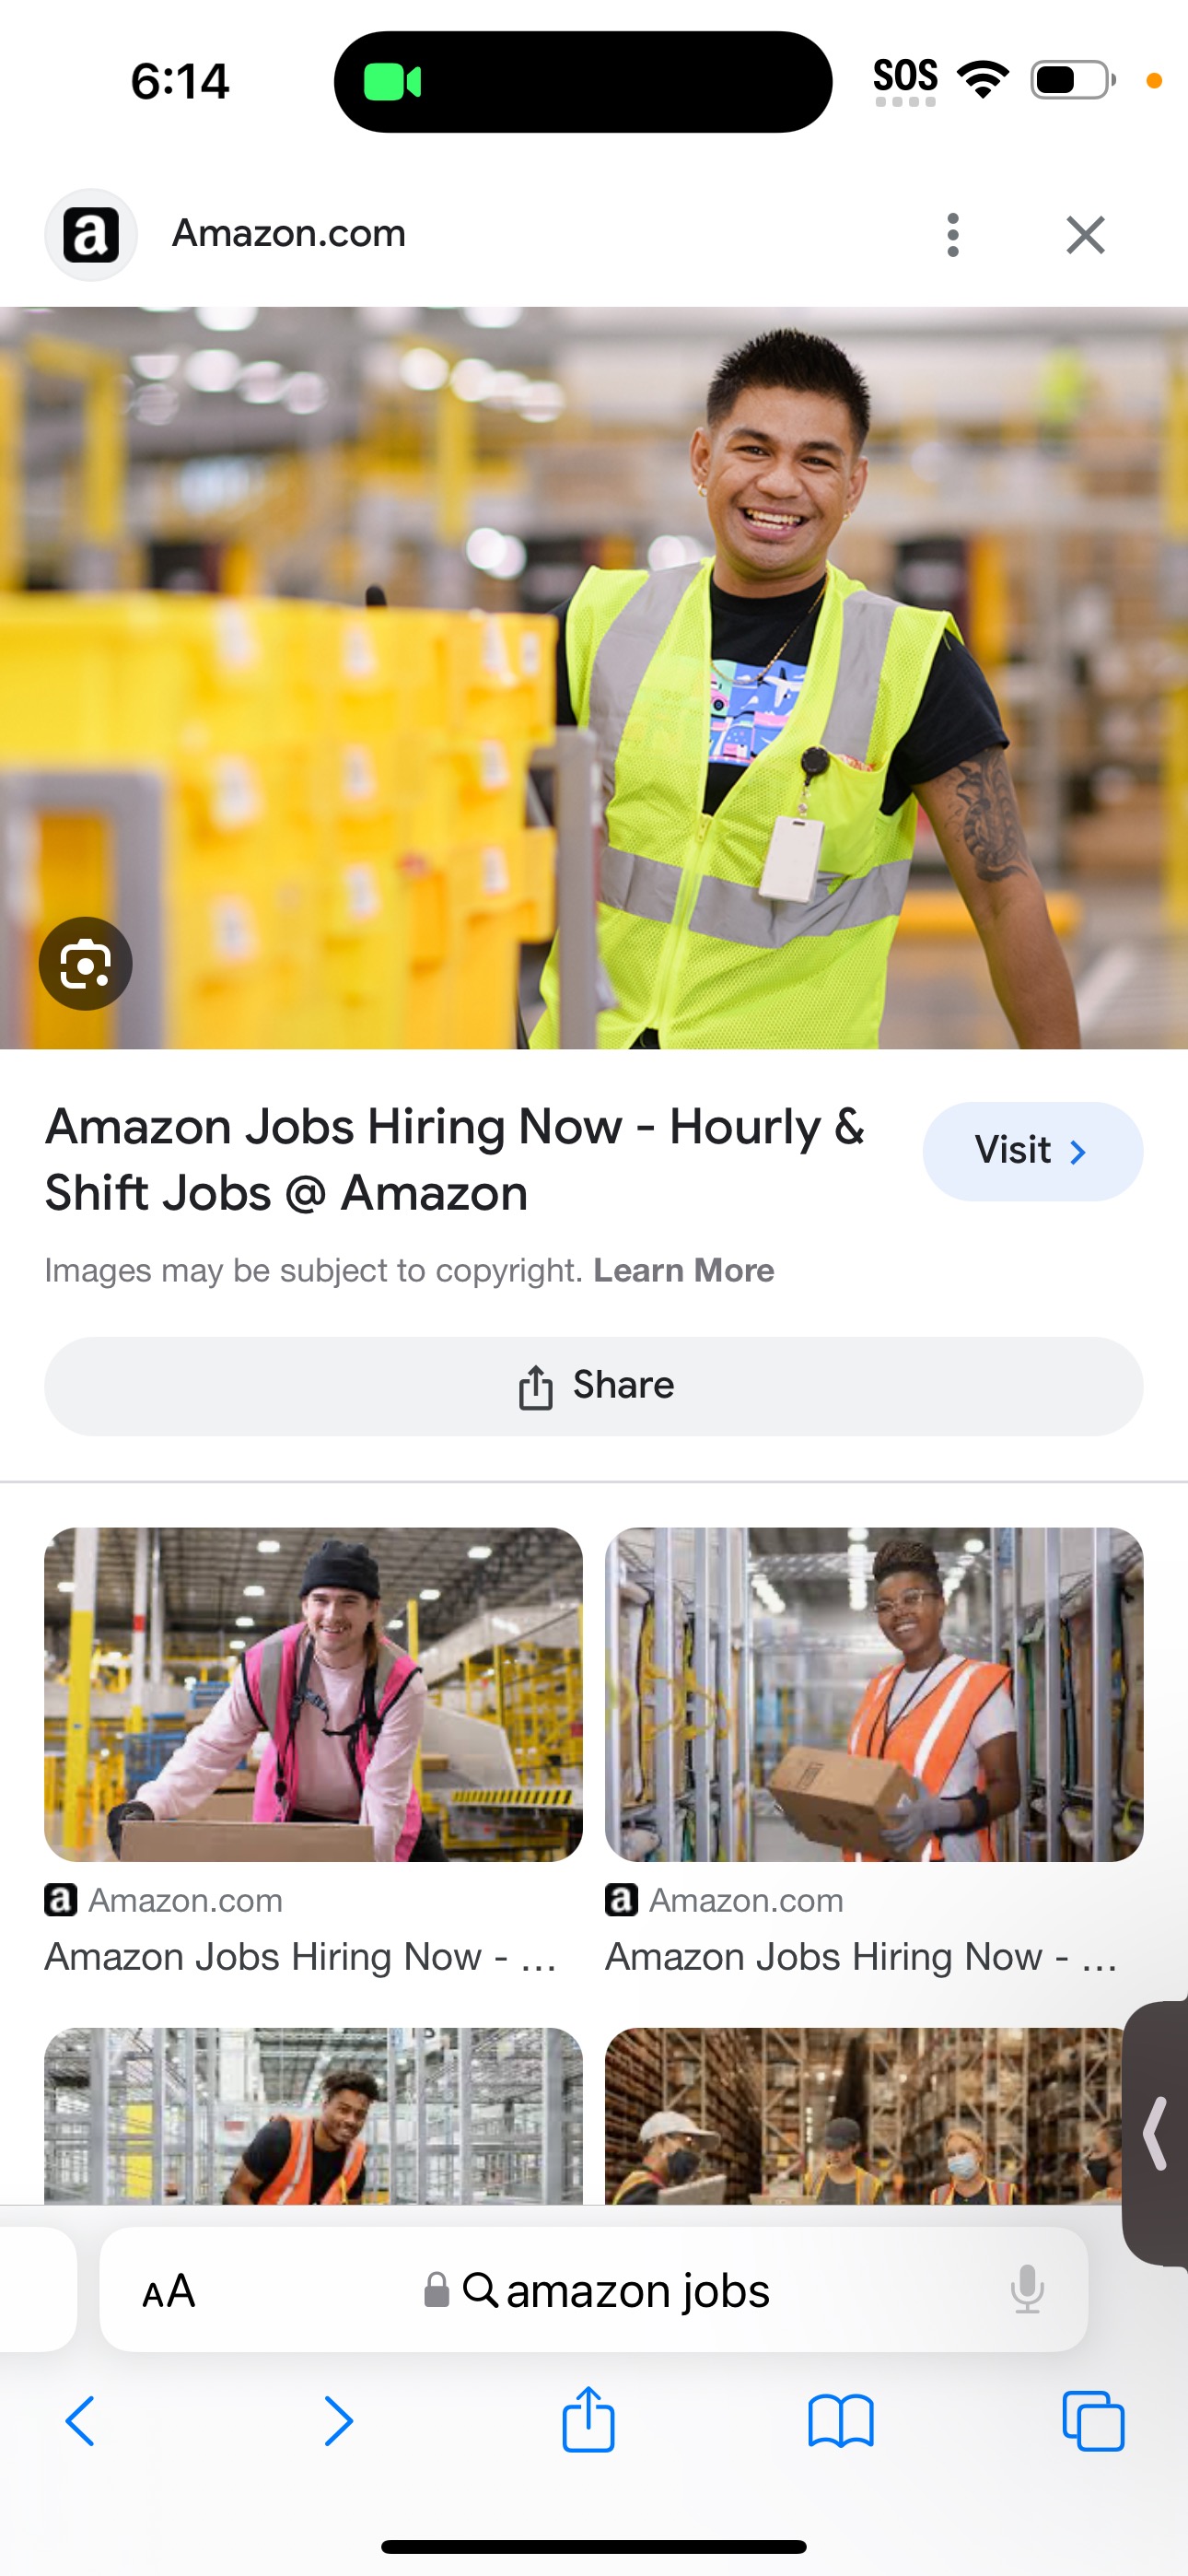 6:14
SOS
a Amazon.com
Amazon Jobs Hiring Now - Hourly &
Shift Jobs @ Amazon
Visit
Images may be subject to copyright. Learn More
Share
a Amazon.com
a Amazon.com
Amazon Jobs Hiring Now - ...
Amazon Jobs Hiring Now - ...
AA
amazon jobs